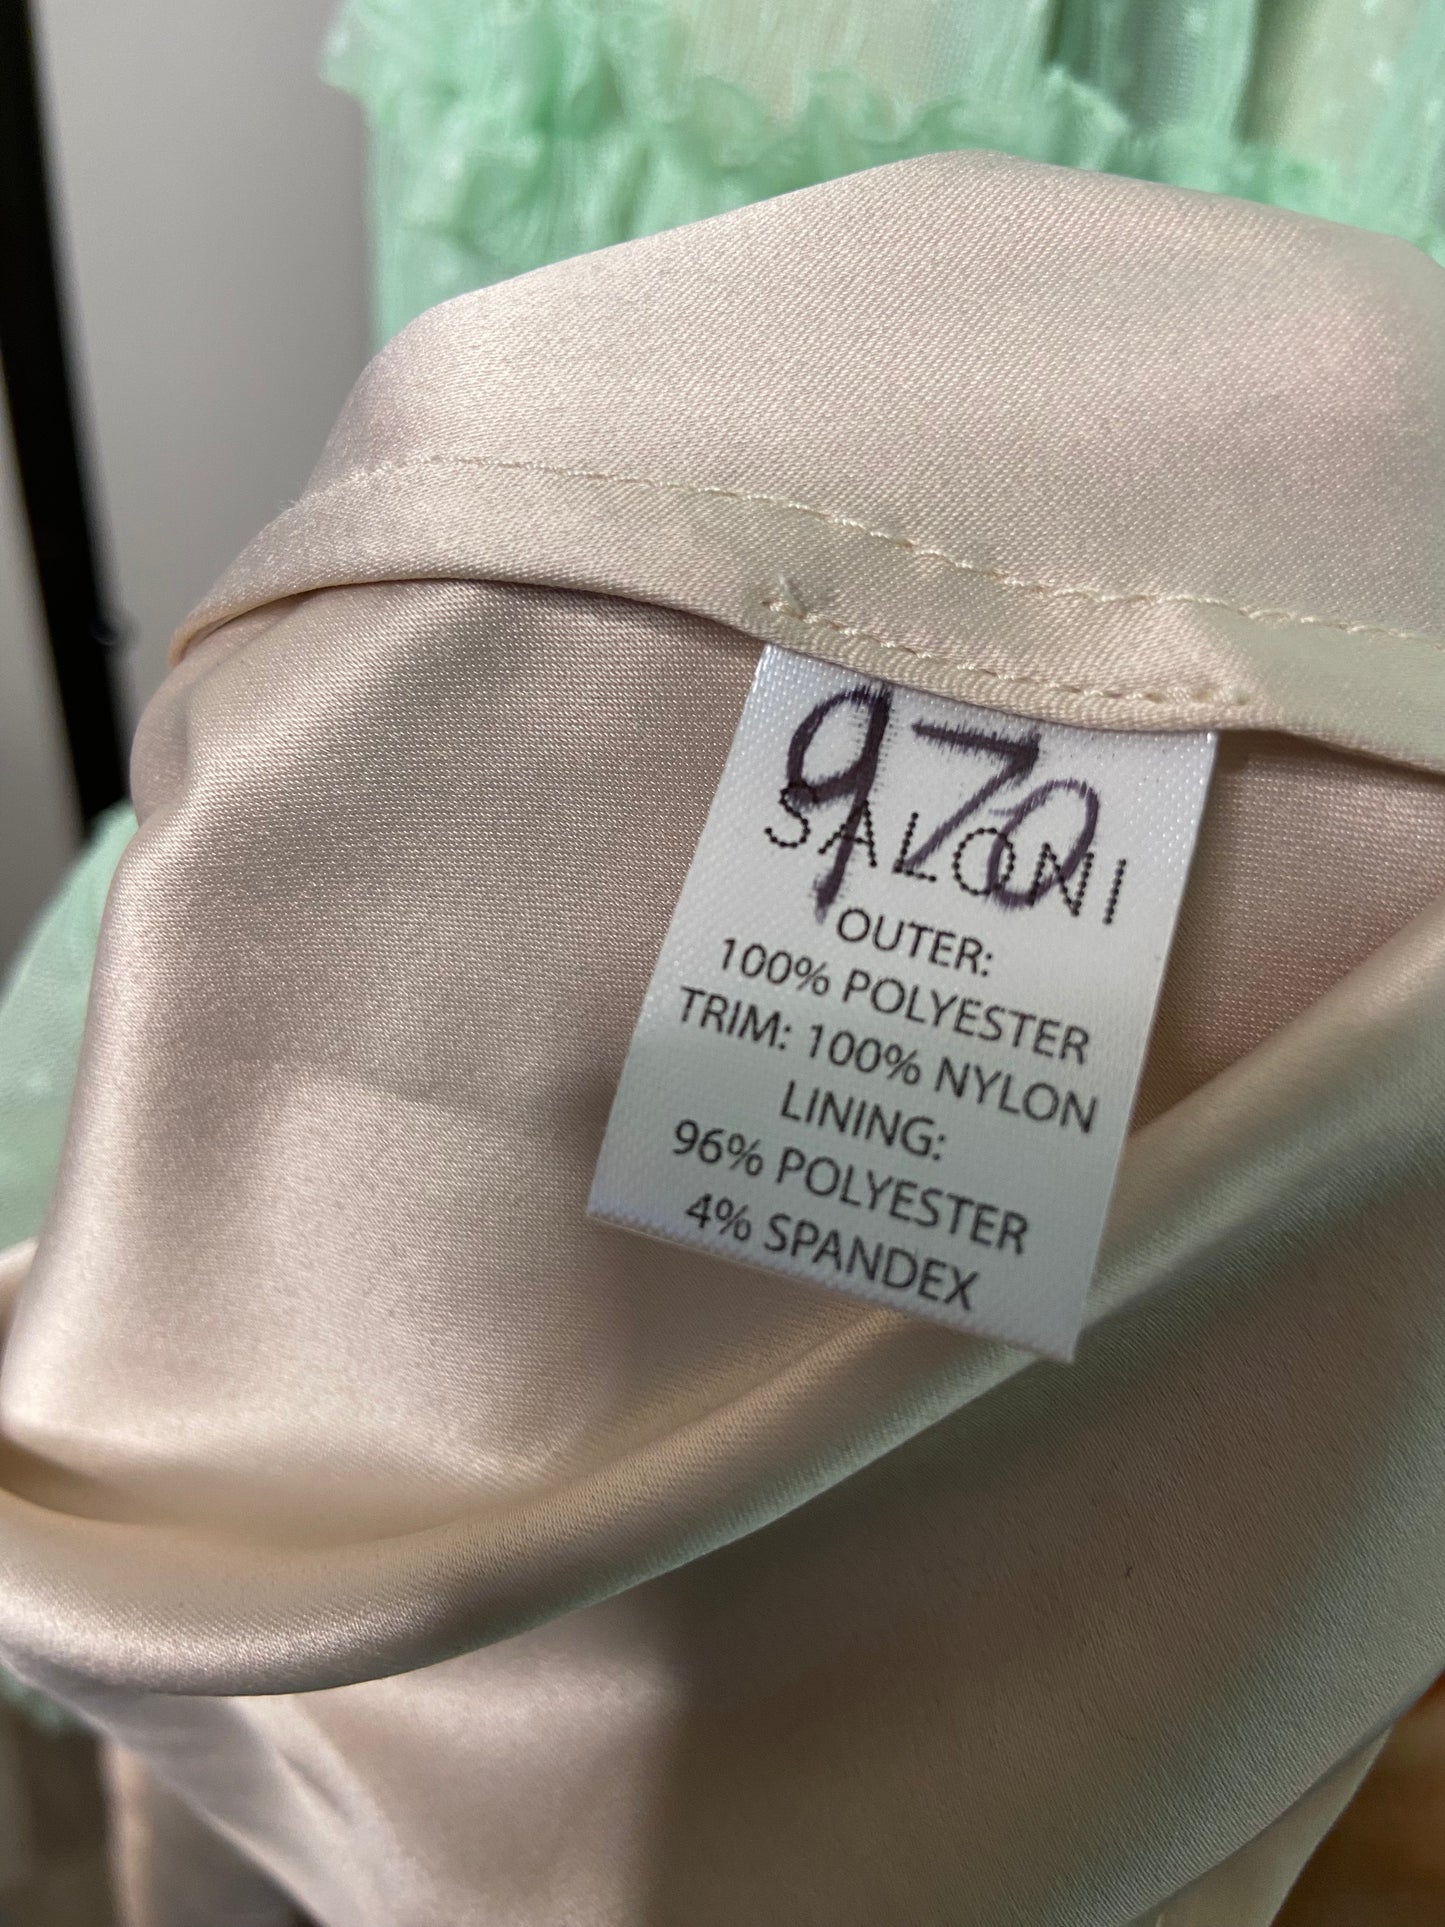 970
SALONI
OUTER:
100% POLYESTER
TRIM: 100% NYLON
LINING:
96% POLYESTER
4% SPANDEX